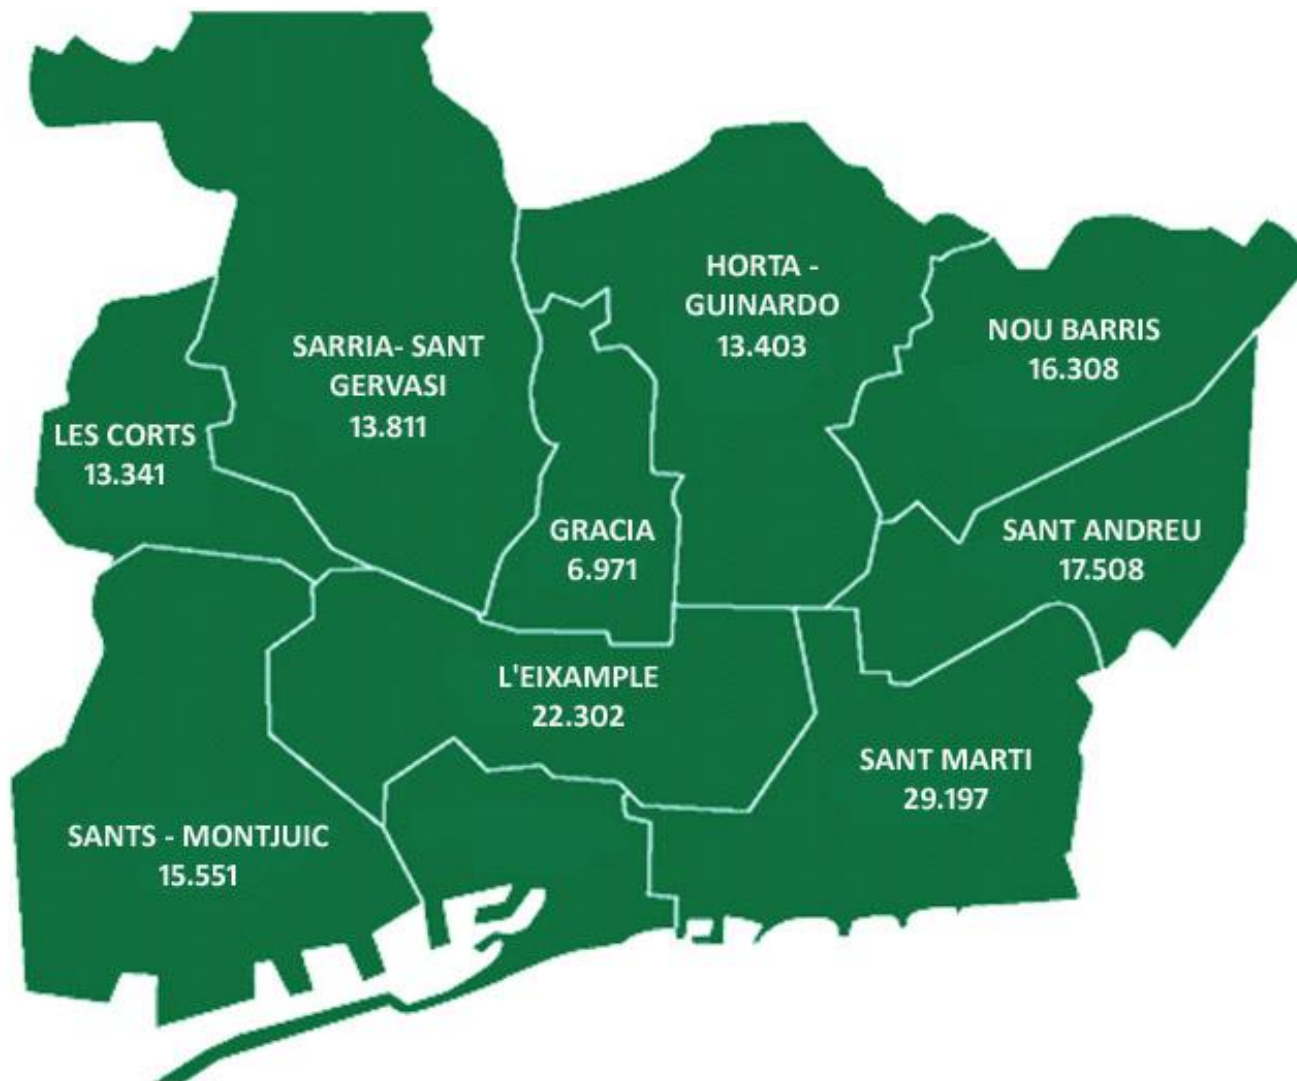 HORTA -
GUINARDO
13.403
NOU BARRIS
16.308
SARRIA- SANT
GERVASI
13.811
LES CORTS
13.341
GRACIA
6.971
SANT ANDREU
17.508
L'EIXAMPLE
22.302
SANT MARTI
29.197
SANTS - MONTJUIC
15.551